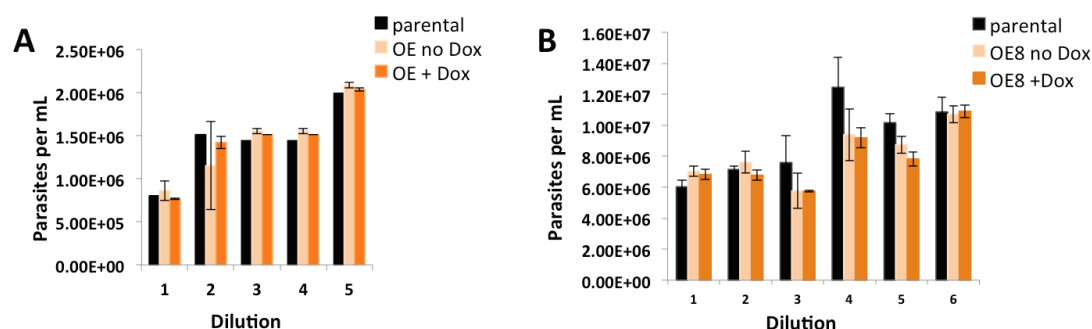 A
parental
OE no Dox
OE + Dox
Parasites per mL
2.50E+06
2.00E+06
1.50E+06
1.00E+06
5.00E+05
0.00E+00
1 2 3 4 5
Dilution
B
parental
OE8 no Dox
OE8 +Dox
Parasites per mL
1.60E+07
1.40E+07
1.20E+07
1.00E+07
8.00E+06
6.00E+06
4.00E+06
2.00E+06
0.00E+00
1 2 3 4 5 6
Dilution